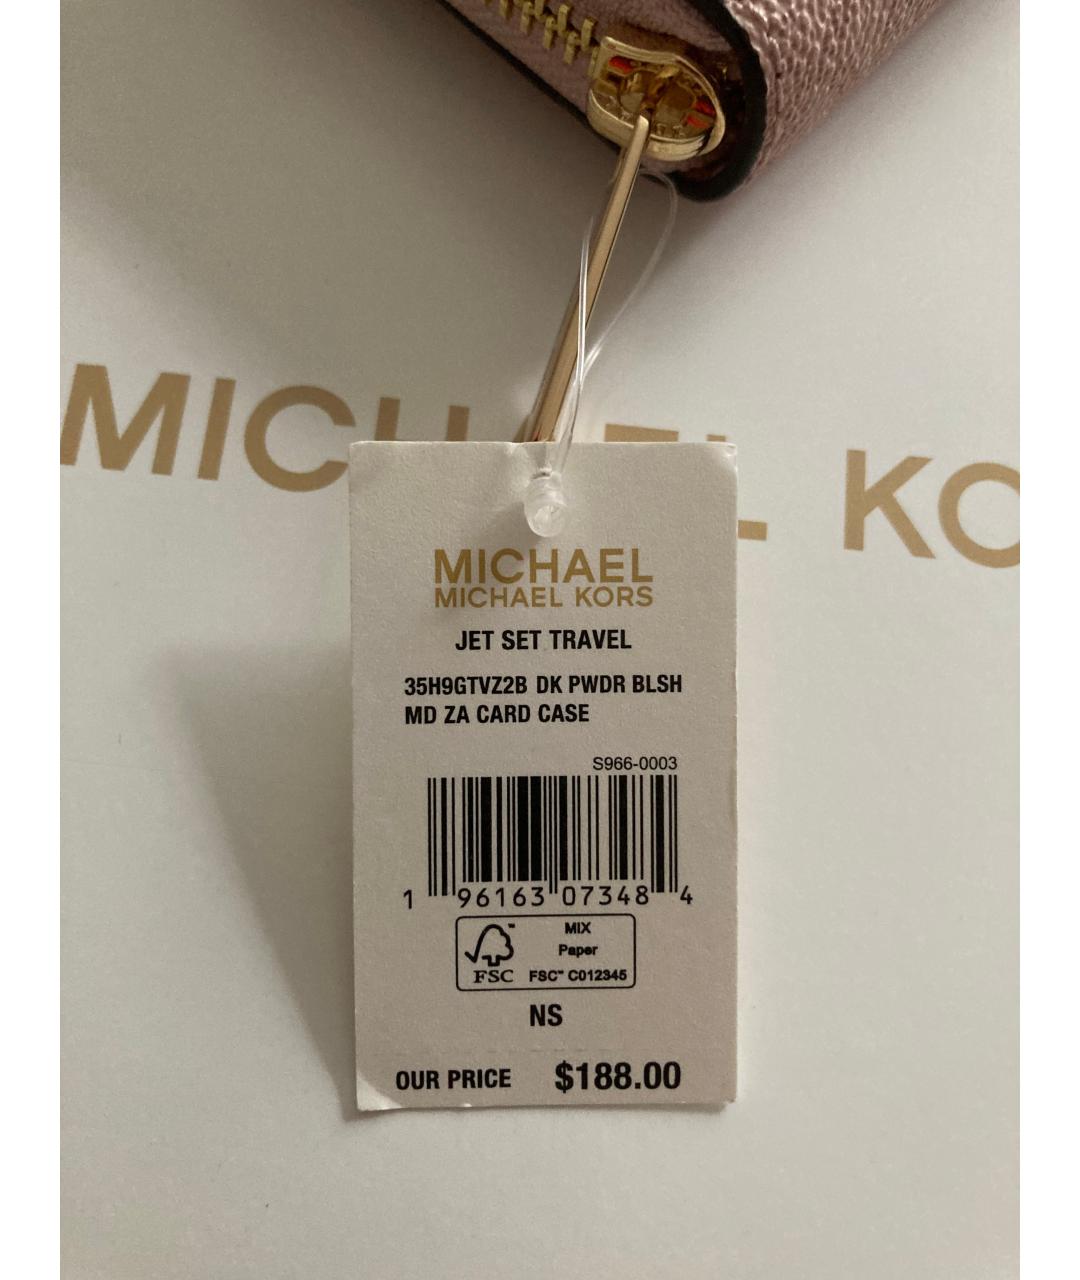 MICH EL KO
MICHAEL
MICHAEL KORS
JET SET TRAVEL
35H9GTVZ2B DK PWDR BLSH
MD ZA CARD CASE
S966-0003
1 96163 07348 4
MIX
Paper
FSC™ C012345
FSC
NS
OUR PRICE $188.00